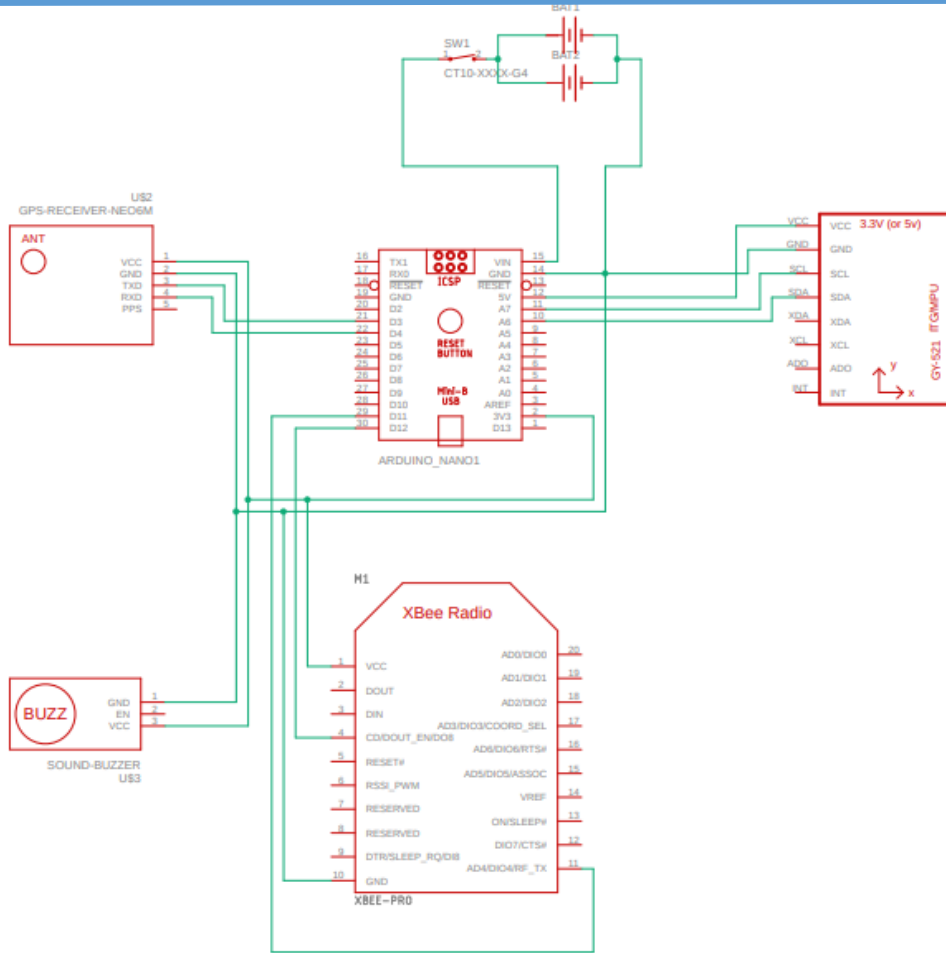 BAT1
SW1
1 2
BAT2
CT10-XXXX-G4
U$2
GPS-RECEIVER-NEO6M
ANT
VCC 1
GND 2
TXD 3
RXD 4
PPS 5
16 TX1 VIN 15
17 RX0 GND 14
18 RESET RESET 13
19 GND 5V 12
20 D2 A7 11
21 D3 A6 10
22 D4 A5 9
23 D5 A4 8
24 D6 A3 7
25 D7 A2 6
26 D8 A1 5
27 D9 A0 4
28 D10 AREF 3
29 D11 3V3 2
30 D12 D13 1
ICSP
RESET
BUTTON
Mini-B
USB
ARDUINO_NANO1
3.3V (or 5v)
VCC VCC
GND GND
SCL SCL
SDA SDA
XDA XDA
XCL XCL
ADO ADO
INT INT
y
x
GY-521 ITG/MPU
M1
XBee Radio
1 VCC
2 DOUT
3 DIN
4 CD/DOUT_EN/DO8
5 RESET#
6 RSSI_PWM
7 RESERVED
8 RESERVED
9 DTR/SLEEP_RQ/DI8
10 GND
AD0/DIO0 20
AD1/DIO1 19
AD2/DIO2 18
AD3/DIO3/COORD_SEL 17
AD6/DIO6/RTS# 16
AD5/DIO5/ASSOC 15
VREF 14
ON/SLEEP# 13
DIO7/CTS# 12
AD4/DIO4/RF_TX 11
XBEE-PRO
BUZZ
GND 1
EN 2
VCC 3
SOUND-BUZZER
U$3